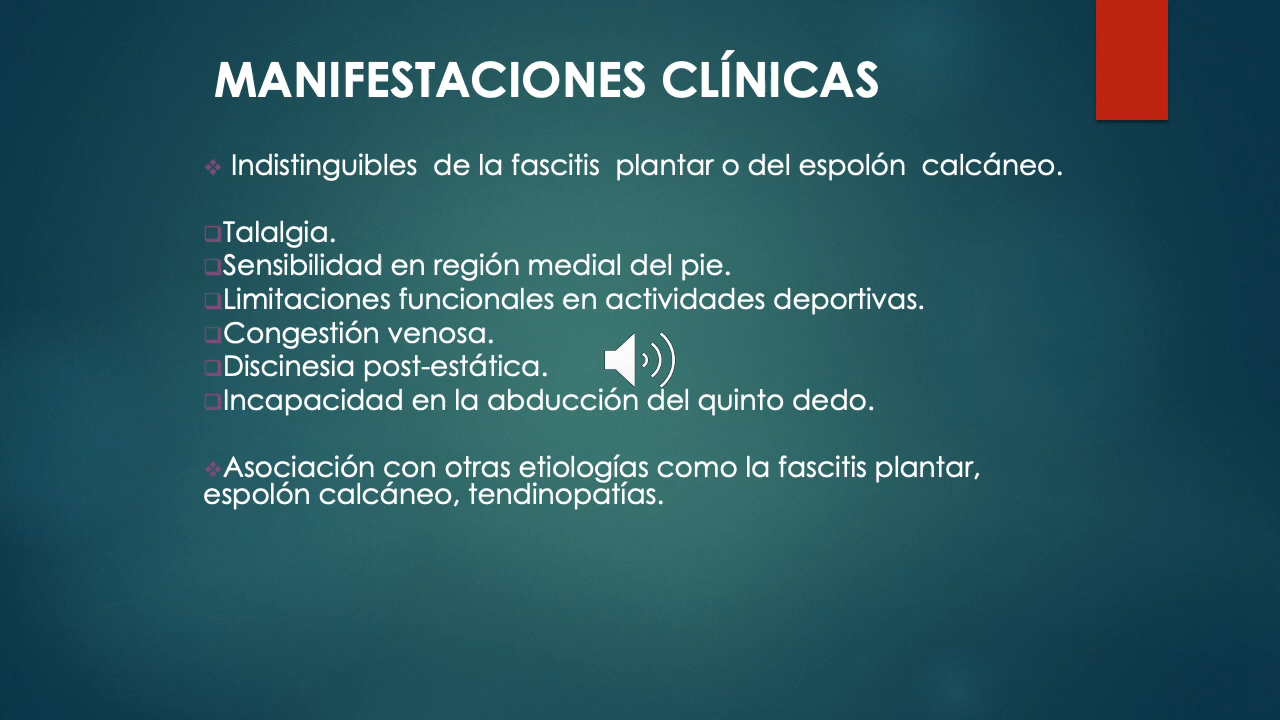 MANIFESTACIONES CLÍNICAS
Indistinguibles de la fascitis plantar o del espolón calcáneo.
Talalgia.
Sensibilidad en región medial del pie.
Limitaciones funcionales en actividades deportivas.
Congestión venosa.
Discinesia post-estática.
Incapacidad en la abducción del quinto dedo.
Asociación con otras etiologías como la fascitis plantar,
espolón calcáneo, tendinopatías.